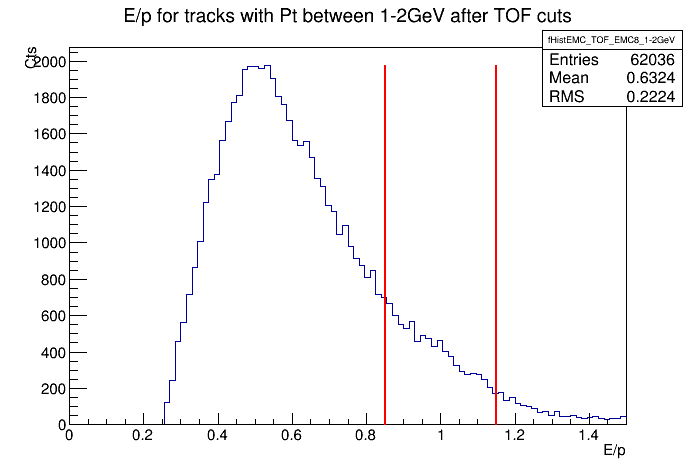 E/p for tracks with Pt between 1-2GeV after TOF cuts
fHistEMC_TOF_EMC8_1-2GeV
Entries 62036
Mean 0.6324
RMS 0.2224
Cts
2000
1800
1600
1400
1200
1000
800
600
400
200
0
0 0.2 0.4 0.6 0.8 1 1.2 1.4
E/p